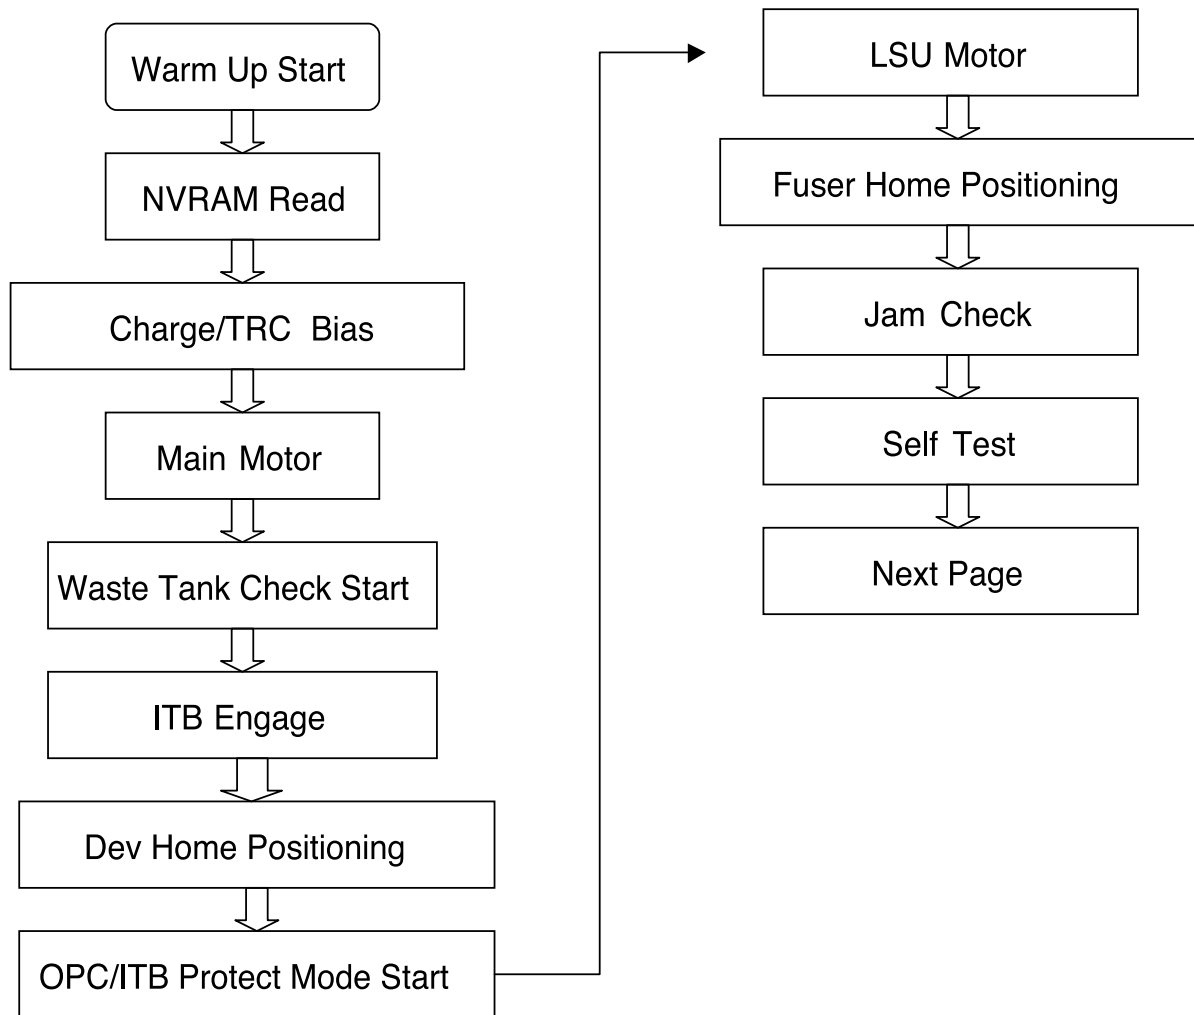 Warm Up Start
NVRAM Read
Charge/TRC Bias
Main Motor
Waste Tank Check Start
ITB Engage
Dev Home Positioning
OPC/ITB Protect Mode Start
LSU Motor
Fuser Home Positioning
Jam Check
Self Test
Next Page